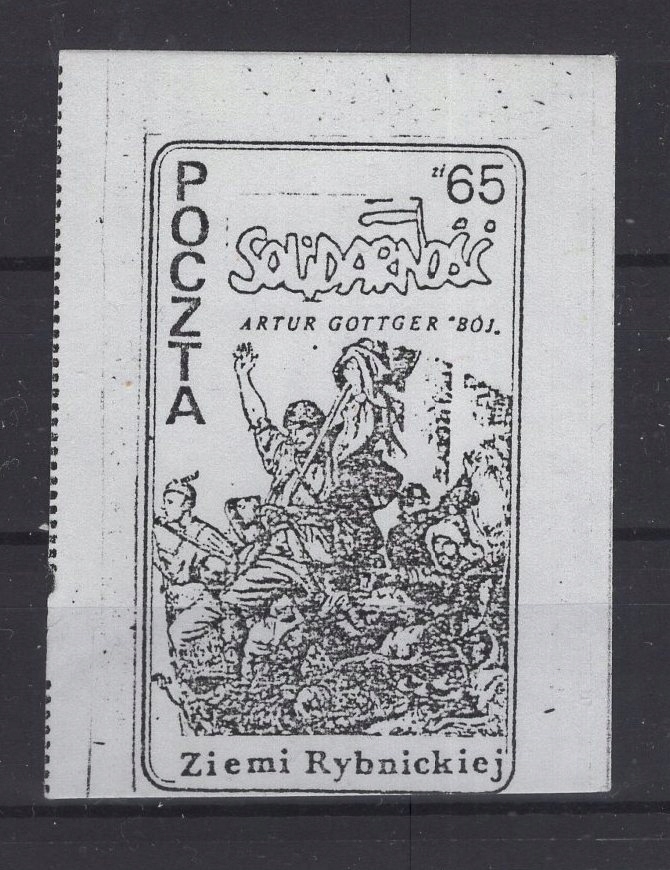 POCZTA
zł 65
SOLiDARNOŚĆ
ARTUR GOTTGER "BÓJ.
Ziemi Rybnickiej